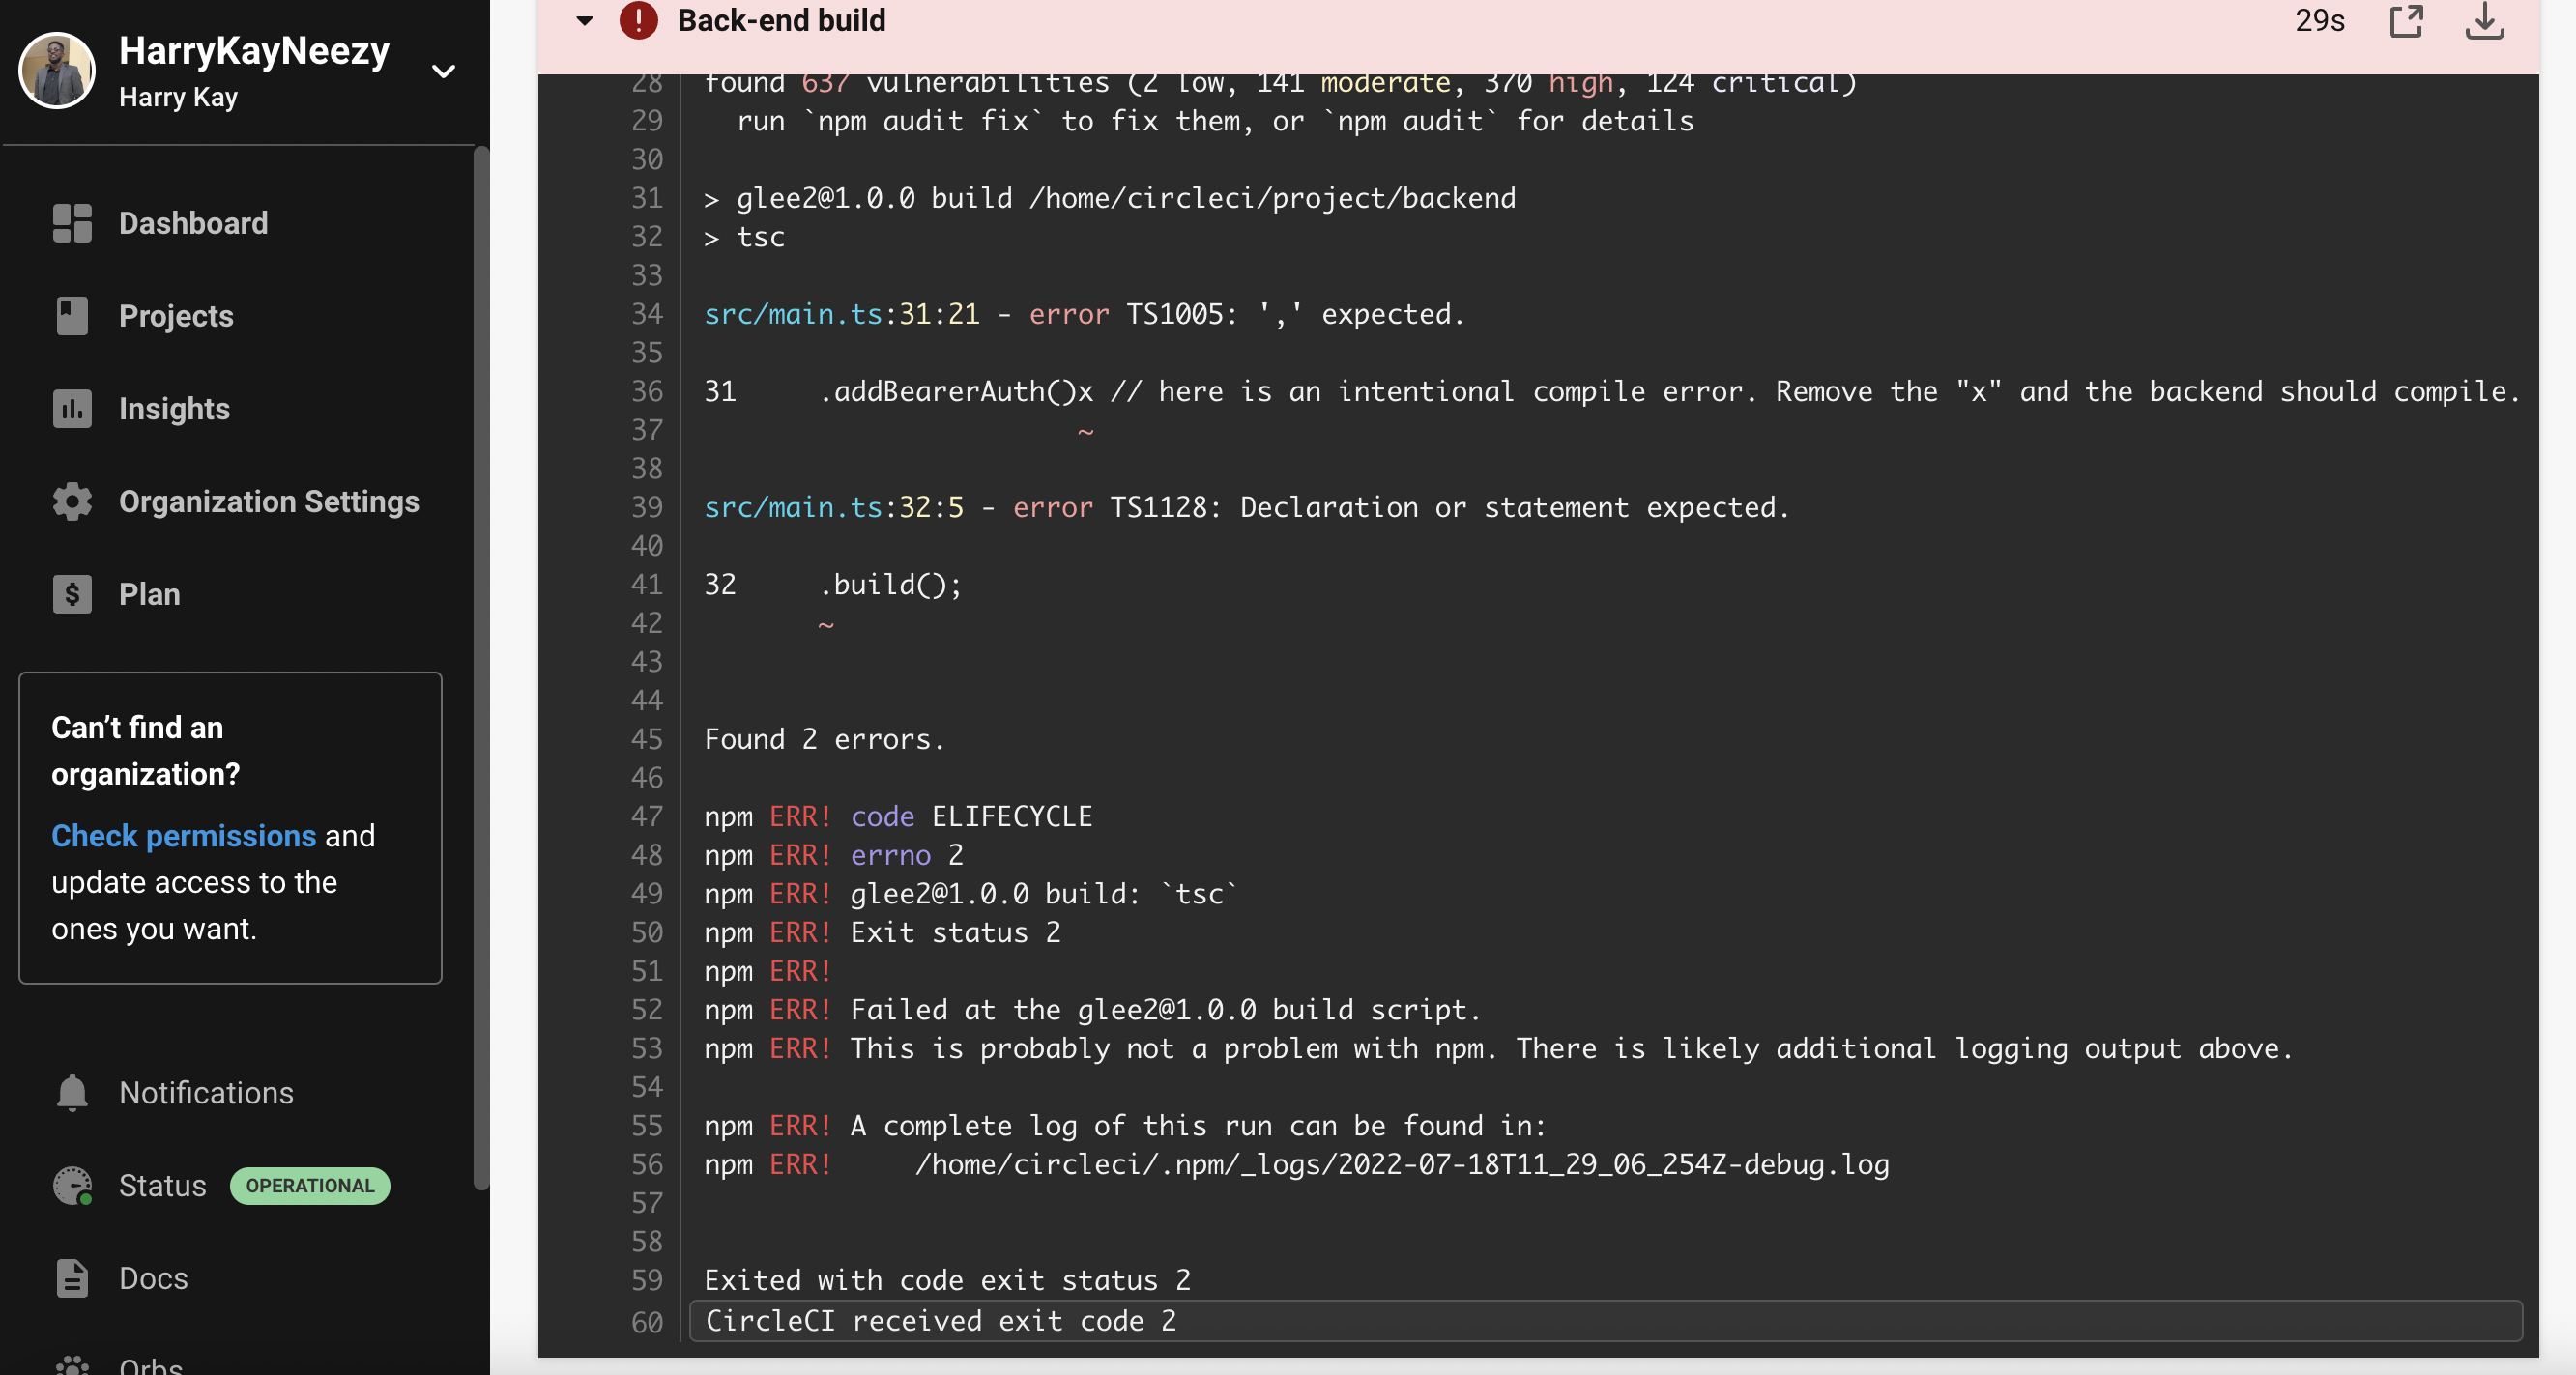 HarryKayNeezy
Harry Kay
Dashboard
Projects
Insights
Organization Settings
$ Plan
Can’t find an
organization?
Check permissions and
update access to the
ones you want.
Notifications
Status OPERATIONAL
Docs
Orbs
! Back-end build 29s
28 found 637 vulnerabilities (2 low, 141 moderate, 370 high, 124 critical)
29 run `npm audit fix` to fix them, or `npm audit` for details
30
31 > glee2@1.0.0 build /home/circleci/project/backend
32 > tsc
33
34 src/main.ts:31:21 - error TS1005: ',' expected.
35
36 31 .addBearerAuth()x // here is an intentional compile error. Remove the "x" and the backend should compile.
37 ~
38
39 src/main.ts:32:5 - error TS1128: Declaration or statement expected.
40
41 32 .build();
42 ~
43
44
45 Found 2 errors.
46
47 npm ERR! code ELIFECYCLE
48 npm ERR! errno 2
49 npm ERR! glee2@1.0.0 build: `tsc`
50 npm ERR! Exit status 2
51 npm ERR!
52 npm ERR! Failed at the glee2@1.0.0 build script.
53 npm ERR! This is probably not a problem with npm. There is likely additional logging output above.
54
55 npm ERR! A complete log of this run can be found in:
56 npm ERR! /home/circleci/.npm/_logs/2022-07-18T11_29_06_254Z-debug.log
57
58
59 Exited with code exit status 2
60 CircleCI received exit code 2